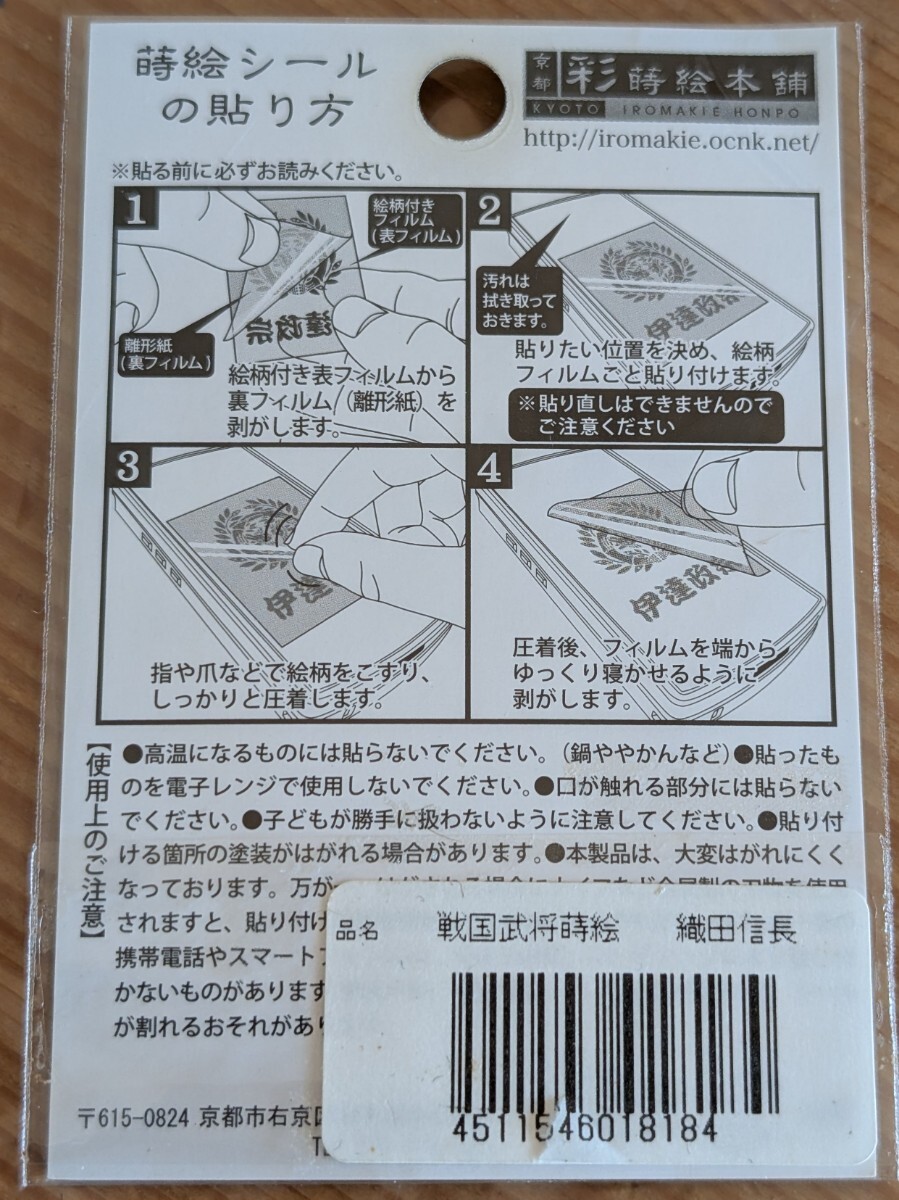 蒔絵シール
の貼り方
京都 彩蒔絵本舗
KYOTO IROMAKIE HONPO
http://iromakie.ocnk.net/
※貼る前に必ずお読みください。
1
絵柄付き
フィルム
(表フィルム)
伊達政宗
離形紙
(裏フィルム)
絵柄付き表フィルムから
裏フィルム(離形紙)を
剥がします。
2
汚れは
拭き取って
おきます。
伊達政宗
貼りたい位置を決め、絵柄
フィルムごと貼り付けます。
※貼り直しはできませんので
ご注意ください
3
伊達
指や爪などで絵柄をこすり、
しっかりと圧着します。
4
伊達政宗
圧着後、フィルムを端から
ゆっくり寝かせるように
剥がします。
【使用上のご注意】
●高温になるものには貼らないでください。(鍋ややかんなど)●貼ったも
のを電子レンジで使用しないでください。●口が触れる部分には貼らない
でください。●子どもが勝手に扱わないように注意してください。●貼り付
ける箇所の塗装がはがれる場合があります。●本製品は、大変はがれにくく
なっております。万が
されますと、貼り付け
携帯電話やスマート
かないものがあります
が割れるおそれがあり
品名 戦国武将蒔絵 織田信長
4511546018184
〒615-0824 京都市右京区